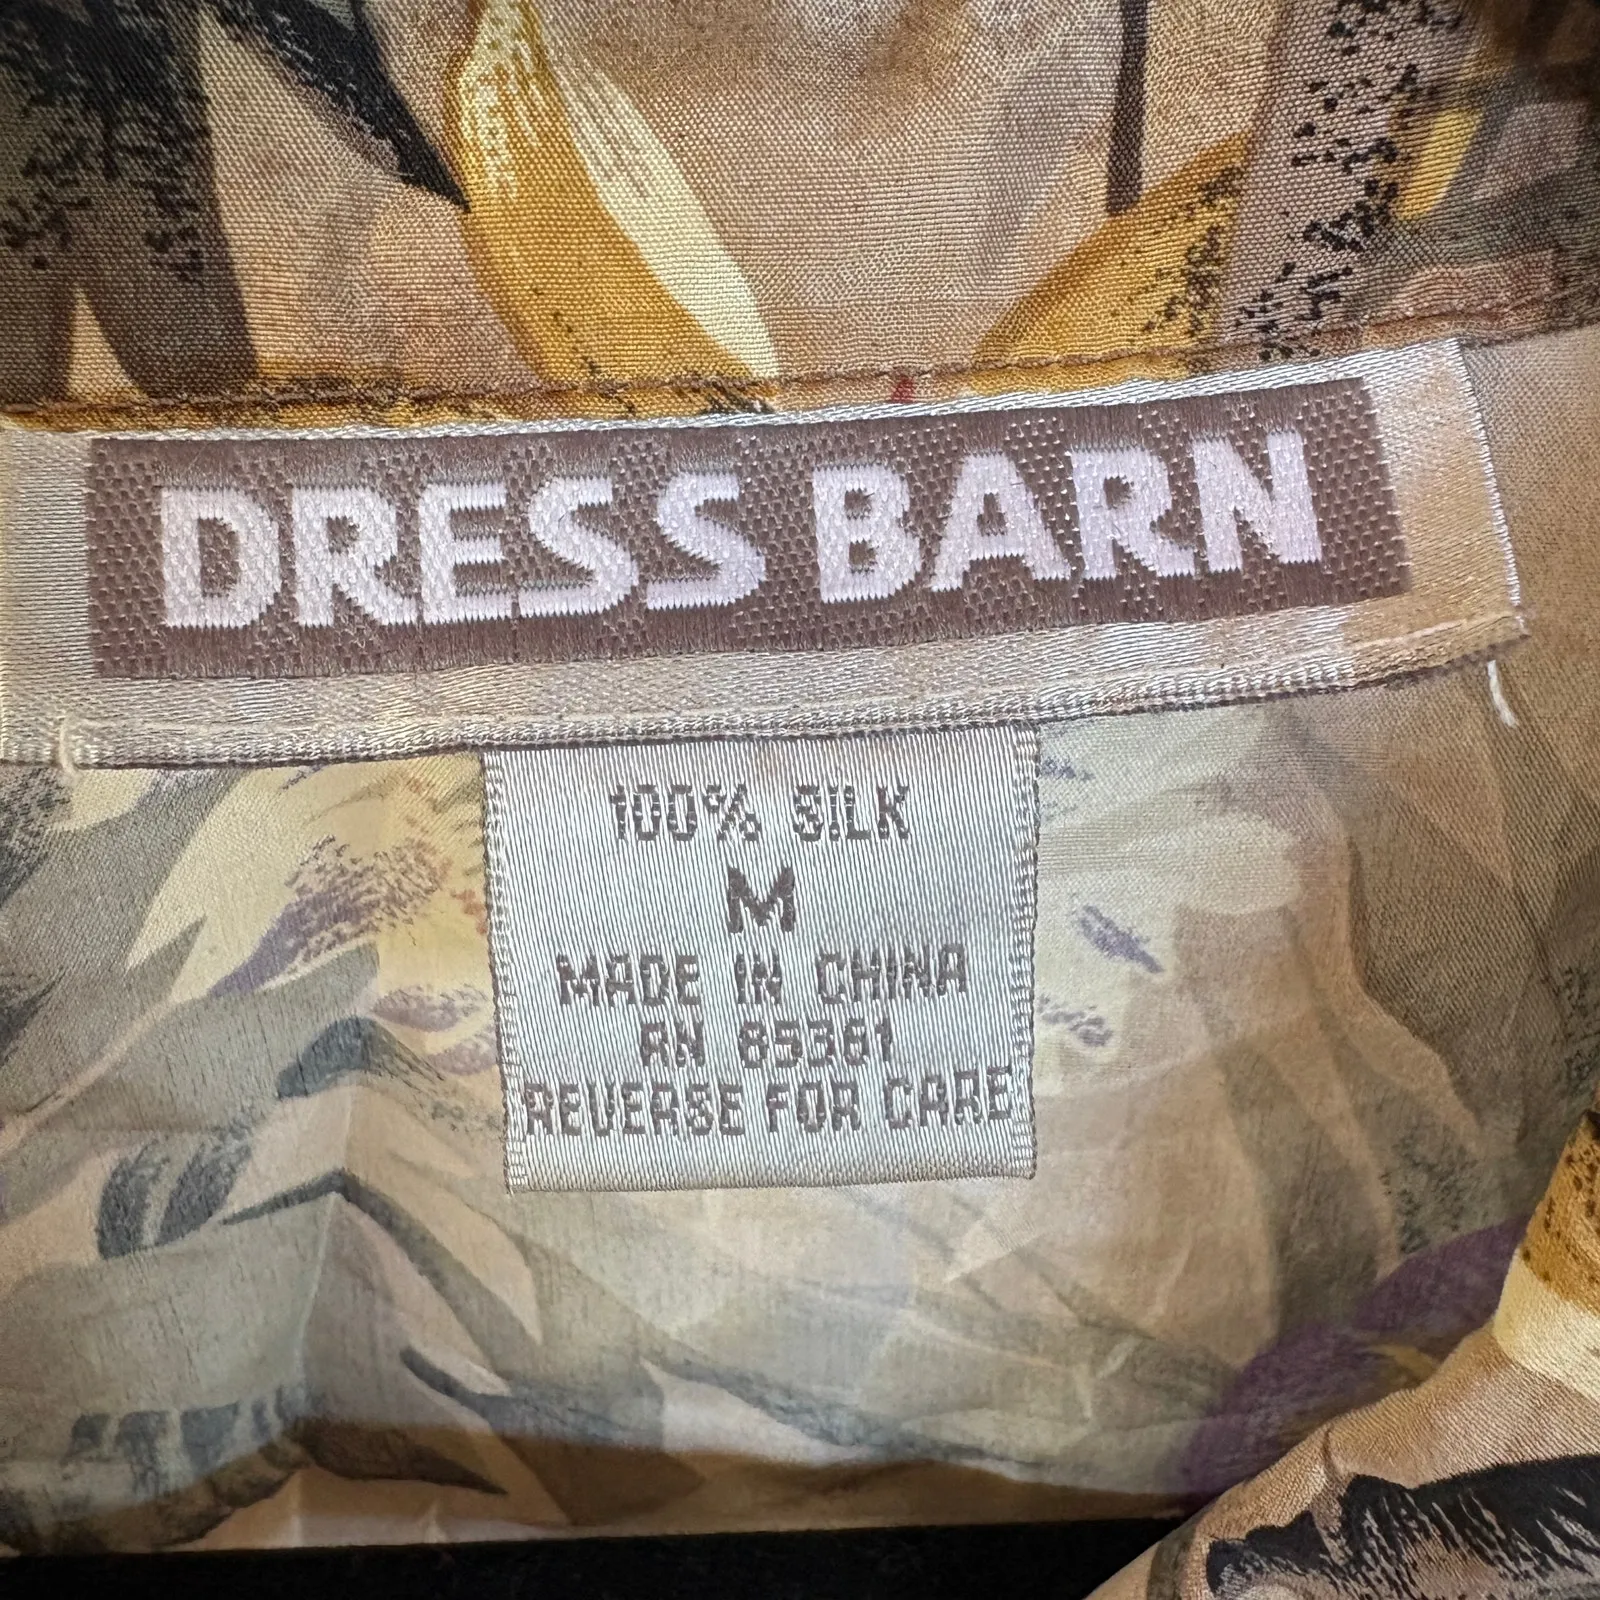 DRESS BARN
100% SILK
M
MADE IN CHINA
RN 85361
REVERSE FOR CARE